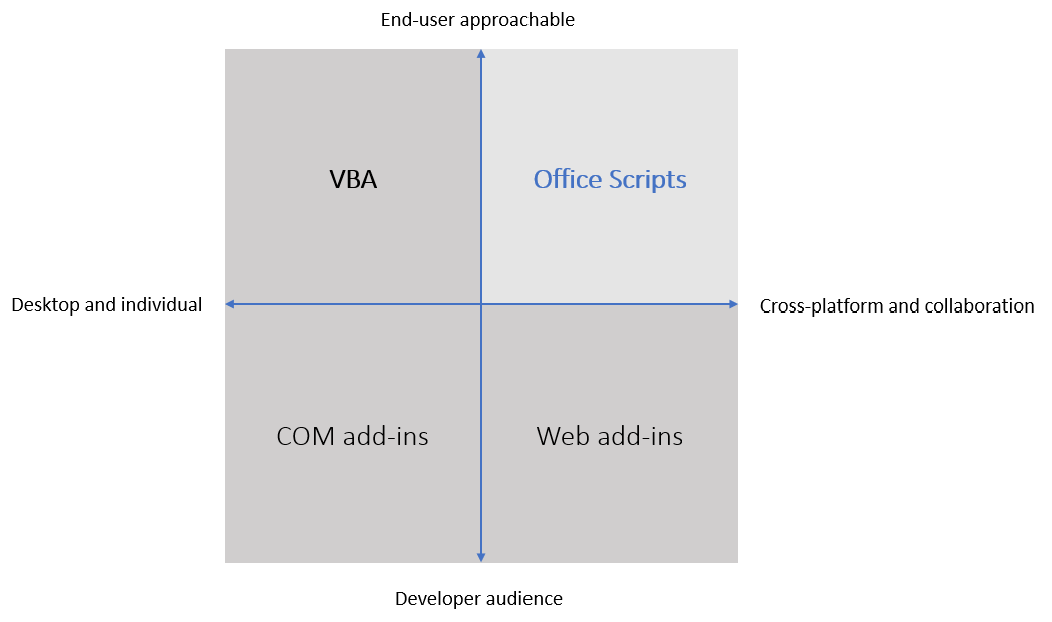 End-user approachable
VBA
Office Scripts
Desktop and individual
Cross-platform and collaboration
COM add-ins
Web add-ins
Developer audience